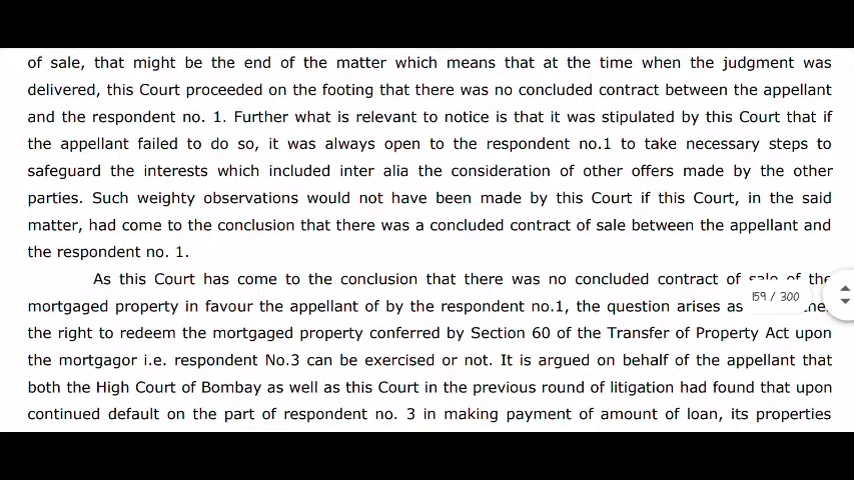 of sale, that might be the end of the matter which means that at the time when the judgment was
delivered, this Court proceeded on the footing that there was no concluded contract between the appellant
and the respondent no. 1. Further what is relevant to notice is that it was stipulated by this Court that if
the appellant failed to do so, it was always open to the respondent no.1 to take necessary steps to
safeguard the interests which included inter alia the consideration of other offers made by the other
parties. Such weighty observations would not have been made by this Court if this Court, in the said
matter, had come to the conclusion that there was a concluded contract of sale between the appellant and
the respondent no. 1.
As this Court has come to the conclusion that there was no concluded contract of sale of the
mortgaged property in favour the appellant of by the respondent no.1, the question arises as
159 / 300
the right to redeem the mortgaged property conferred by Section 60 of the Transfer of Property Act upon
the mortgagor i.e. respondent No.3 can be exercised or not. It is argued on behalf of the appellant that
both the High Court of Bombay as well as this Court in the previous round of litigation had found that upon
continued default on the part of respondent no. 3 in making payment of amount of loan, its properties